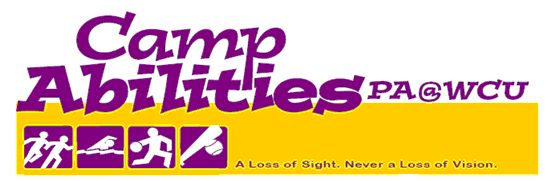 Camp
Abilities PA@WCU
A Loss of Sight. Never a Loss of Vision.